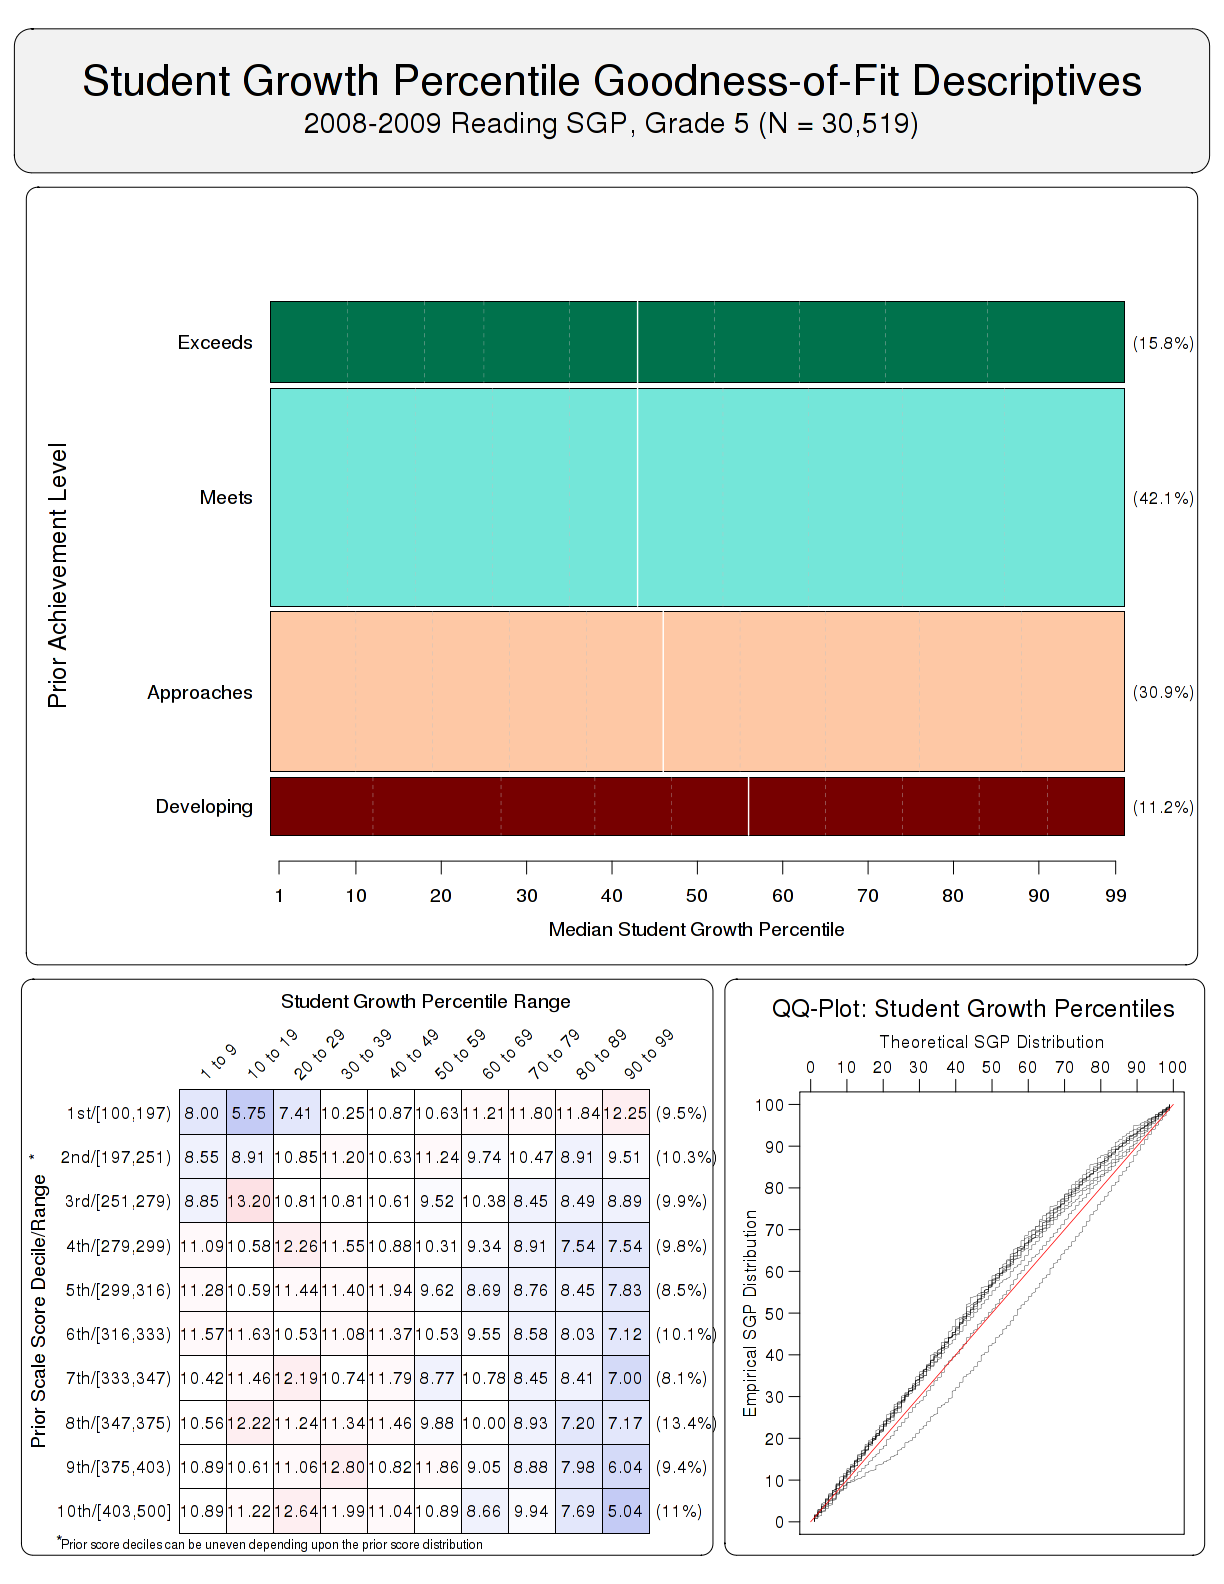 Student Growth Percentile Goodness-of-Fit Descriptives
2008-2009 Reading SGP, Grade 5 (N = 30,519)
Prior Achievement Level
Exceeds (15.8%)
Meets (42.1%)
Approaches (30.9%)
Developing (11.2%)
1 10 20 30 40 50 60 70 80 90 99
Median Student Growth Percentile
Student Growth Percentile Range
1 to 9 10 to 19 20 to 29 30 to 39 40 to 49 50 to 59 60 to 69 70 to 79 80 to 89 90 to 99
Prior Scale Score Decile/Range *
1st/[100,197) 8.00 5.75 7.41 10.25 10.87 10.63 11.21 11.80 11.84 12.25 (9.5%)
2nd/[197,251) 8.55 8.91 10.85 11.20 10.63 11.24 9.74 10.47 8.91 9.51 (10.3%)
3rd/[251,279) 8.85 13.20 10.81 10.81 10.61 9.52 10.38 8.45 8.49 8.89 (9.9%)
4th/[279,299) 11.09 10.58 12.26 11.55 10.88 10.31 9.34 8.91 7.54 7.54 (9.8%)
5th/[299,316) 11.28 10.59 11.44 11.40 11.94 9.62 8.69 8.76 8.45 7.83 (8.5%)
6th/[316,333) 11.57 11.63 10.53 11.08 11.37 10.53 9.55 8.58 8.03 7.12 (10.1%)
7th/[333,347) 10.42 11.46 12.19 10.74 11.79 8.77 10.78 8.45 8.41 7.00 (8.1%)
8th/[347,375) 10.56 12.22 11.24 11.34 11.46 9.88 10.00 8.93 7.20 7.17 (13.4%)
9th/[375,403) 10.89 10.61 11.06 12.80 10.82 11.86 9.05 8.88 7.98 6.04 (9.4%)
10th/[403,500] 10.89 11.22 12.64 11.99 11.04 10.89 8.66 9.94 7.69 5.04 (11%)
*Prior score deciles can be uneven depending upon the prior score distribution
QQ-Plot: Student Growth Percentiles
Theoretical SGP Distribution
0 10 20 30 40 50 60 70 80 90 100
Empirical SGP Distribution
100
90
80
70
60
50
40
30
20
10
0